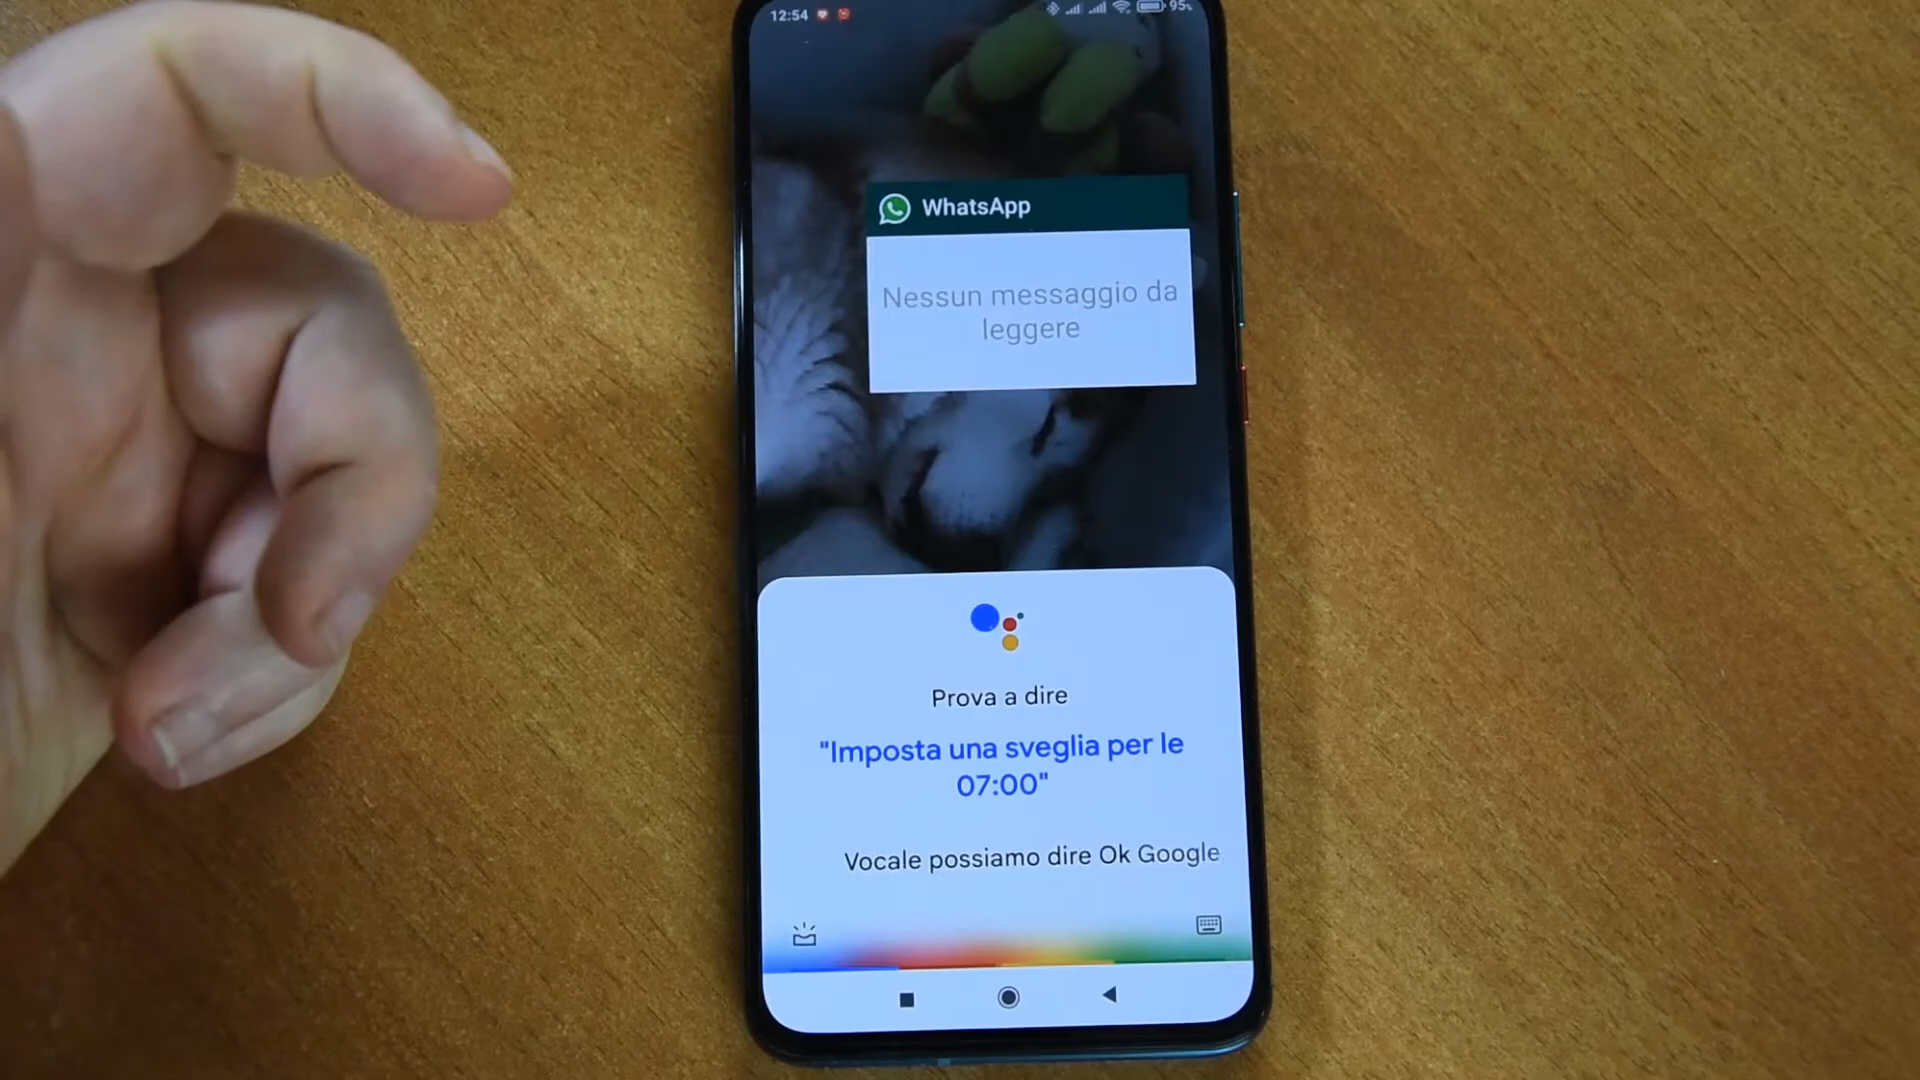 12:54
95%
WhatsApp
Nessun messaggio da
leggere
Prova a dire
"Imposta una sveglia per le
07:00"
Vocale possiamo dire Ok Google